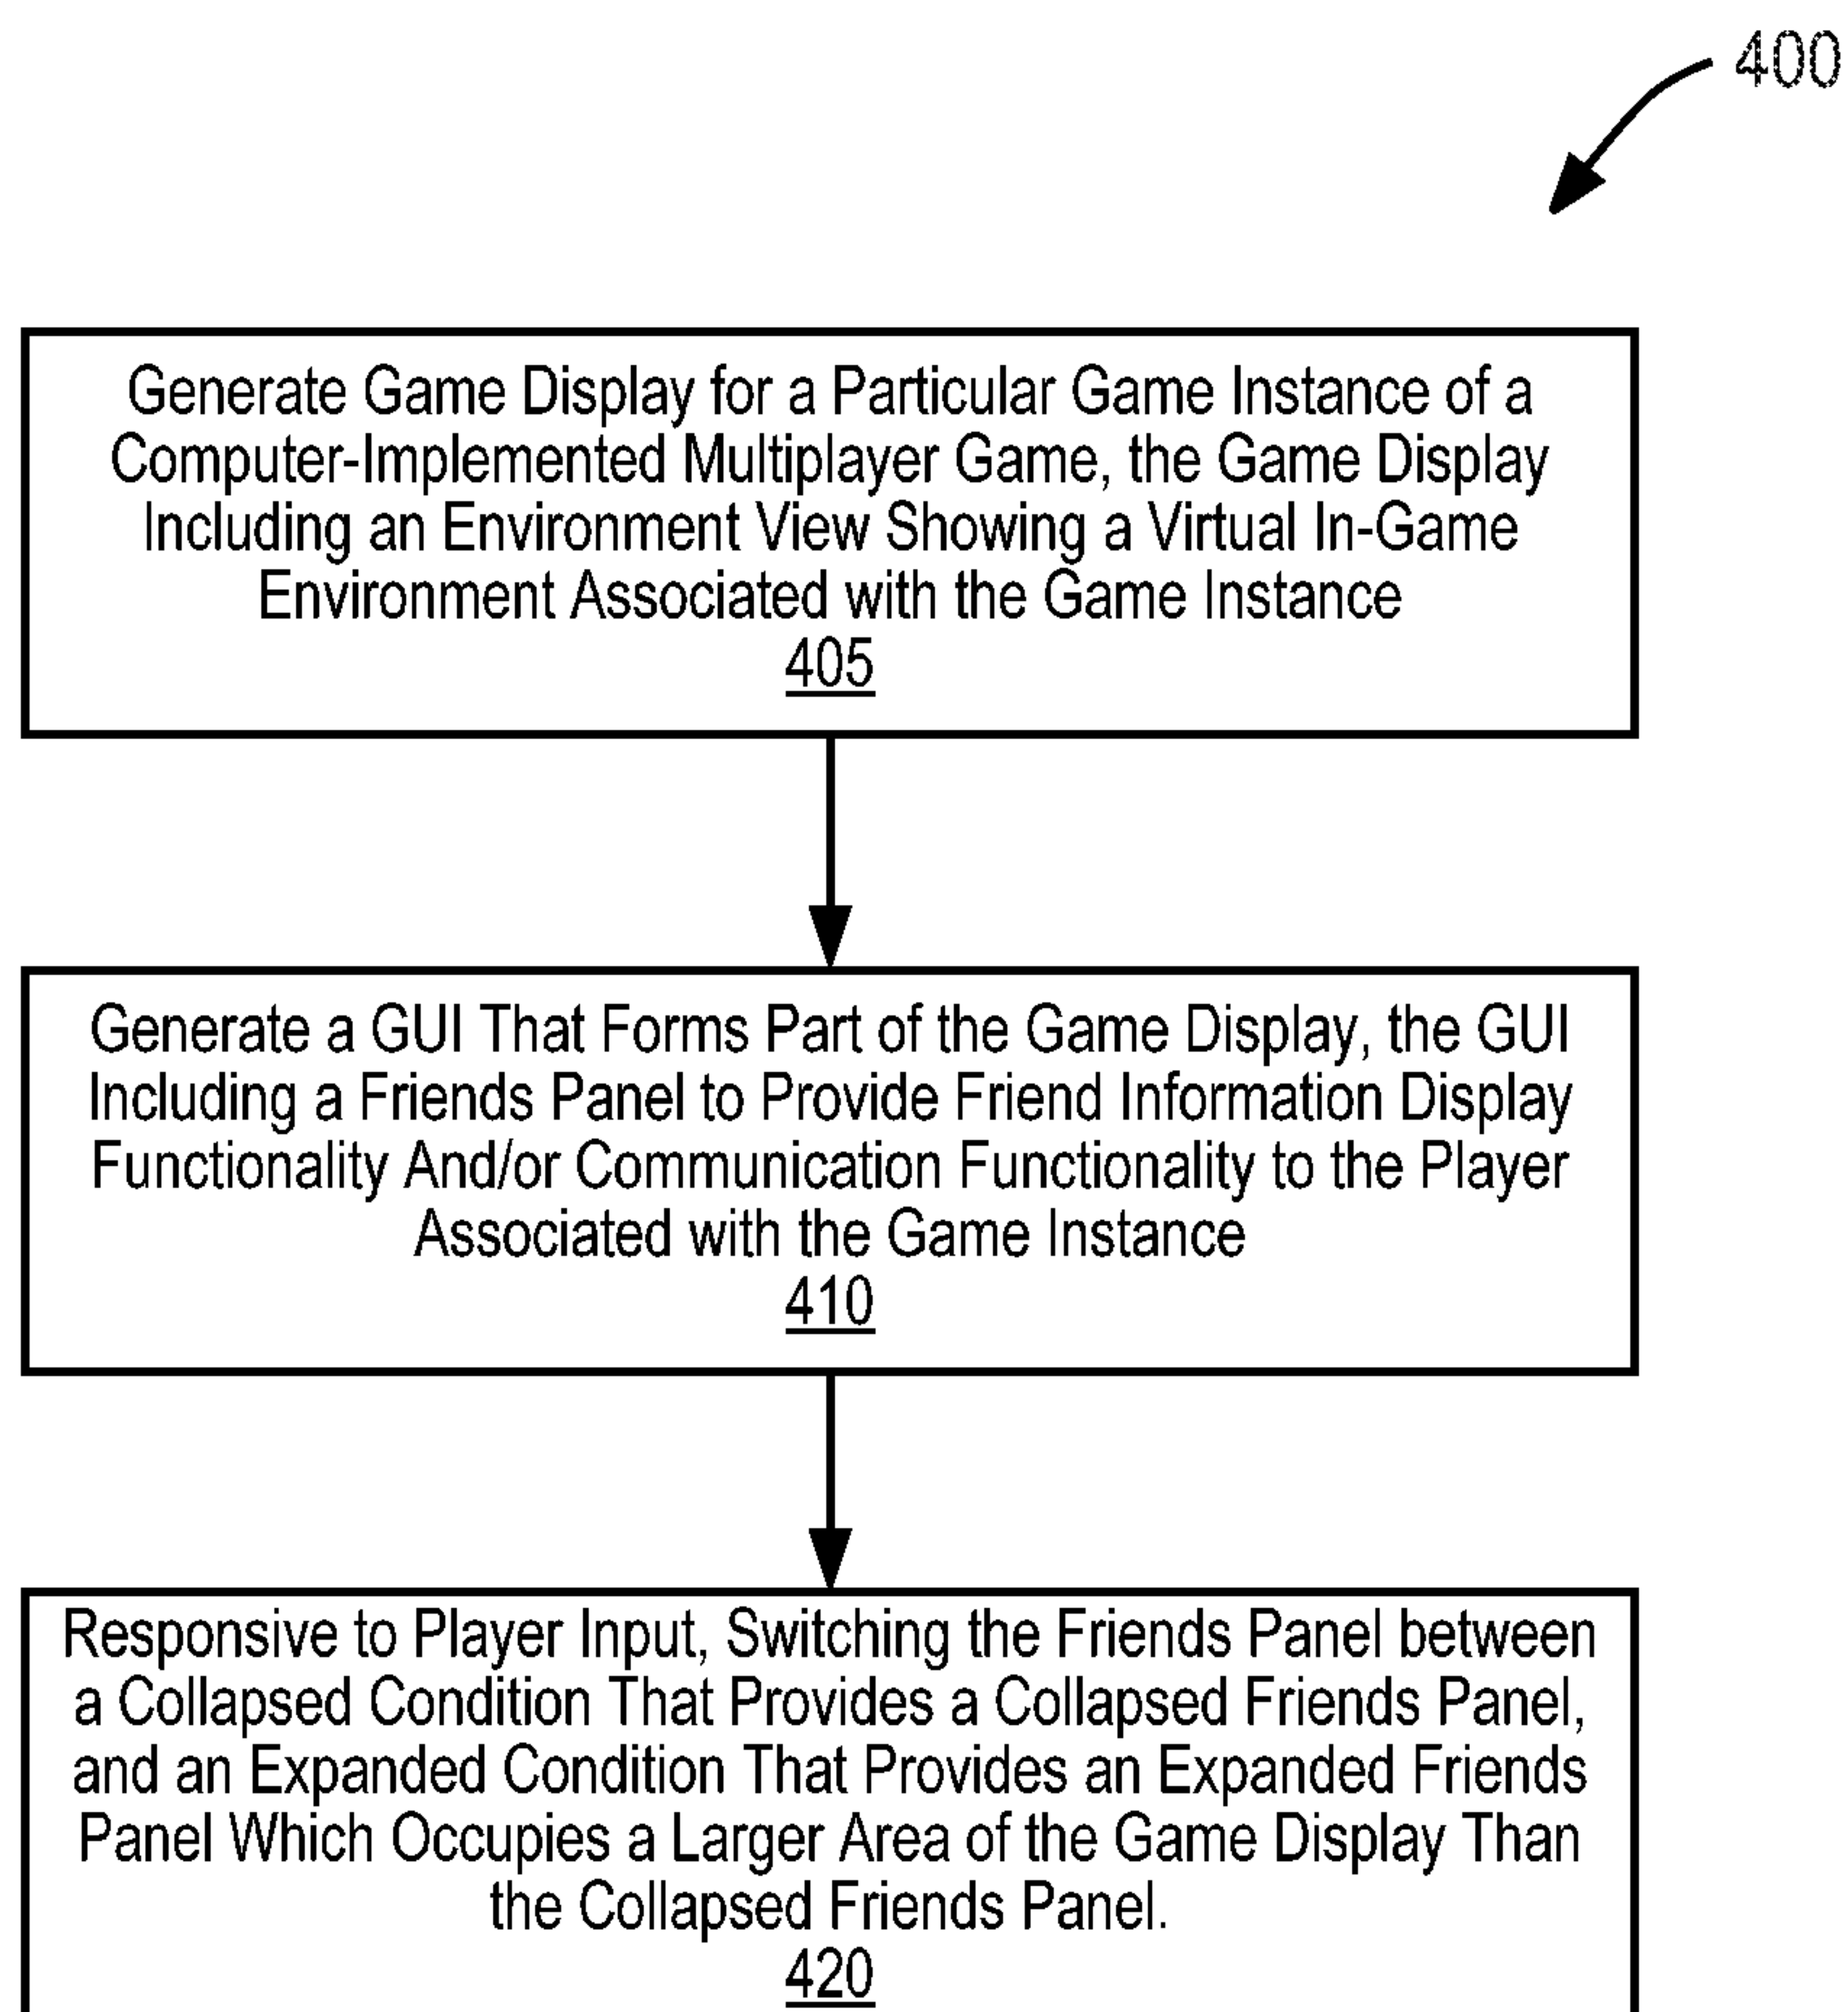 400
Generate Game Display for a Particular Game Instance of a
Computer-Implemented Multiplayer Game, the Game Display
Including an Environment View Showing a Virtual In-Game
Environment Associated with the Game Instance
405
Generate a GUI That Forms Part of the Game Display, the GUI
Including a Friends Panel to Provide Friend Information Display
Functionality And/or Communication Functionality to the Player
Associated with the Game Instance
410
Responsive to Player Input, Switching the Friends Panel between
a Collapsed Condition That Provides a Collapsed Friends Panel,
and an Expanded Condition That Provides an Expanded Friends
Panel Which Occupies a Larger Area of the Game Display Than
the Collapsed Friends Panel.
420